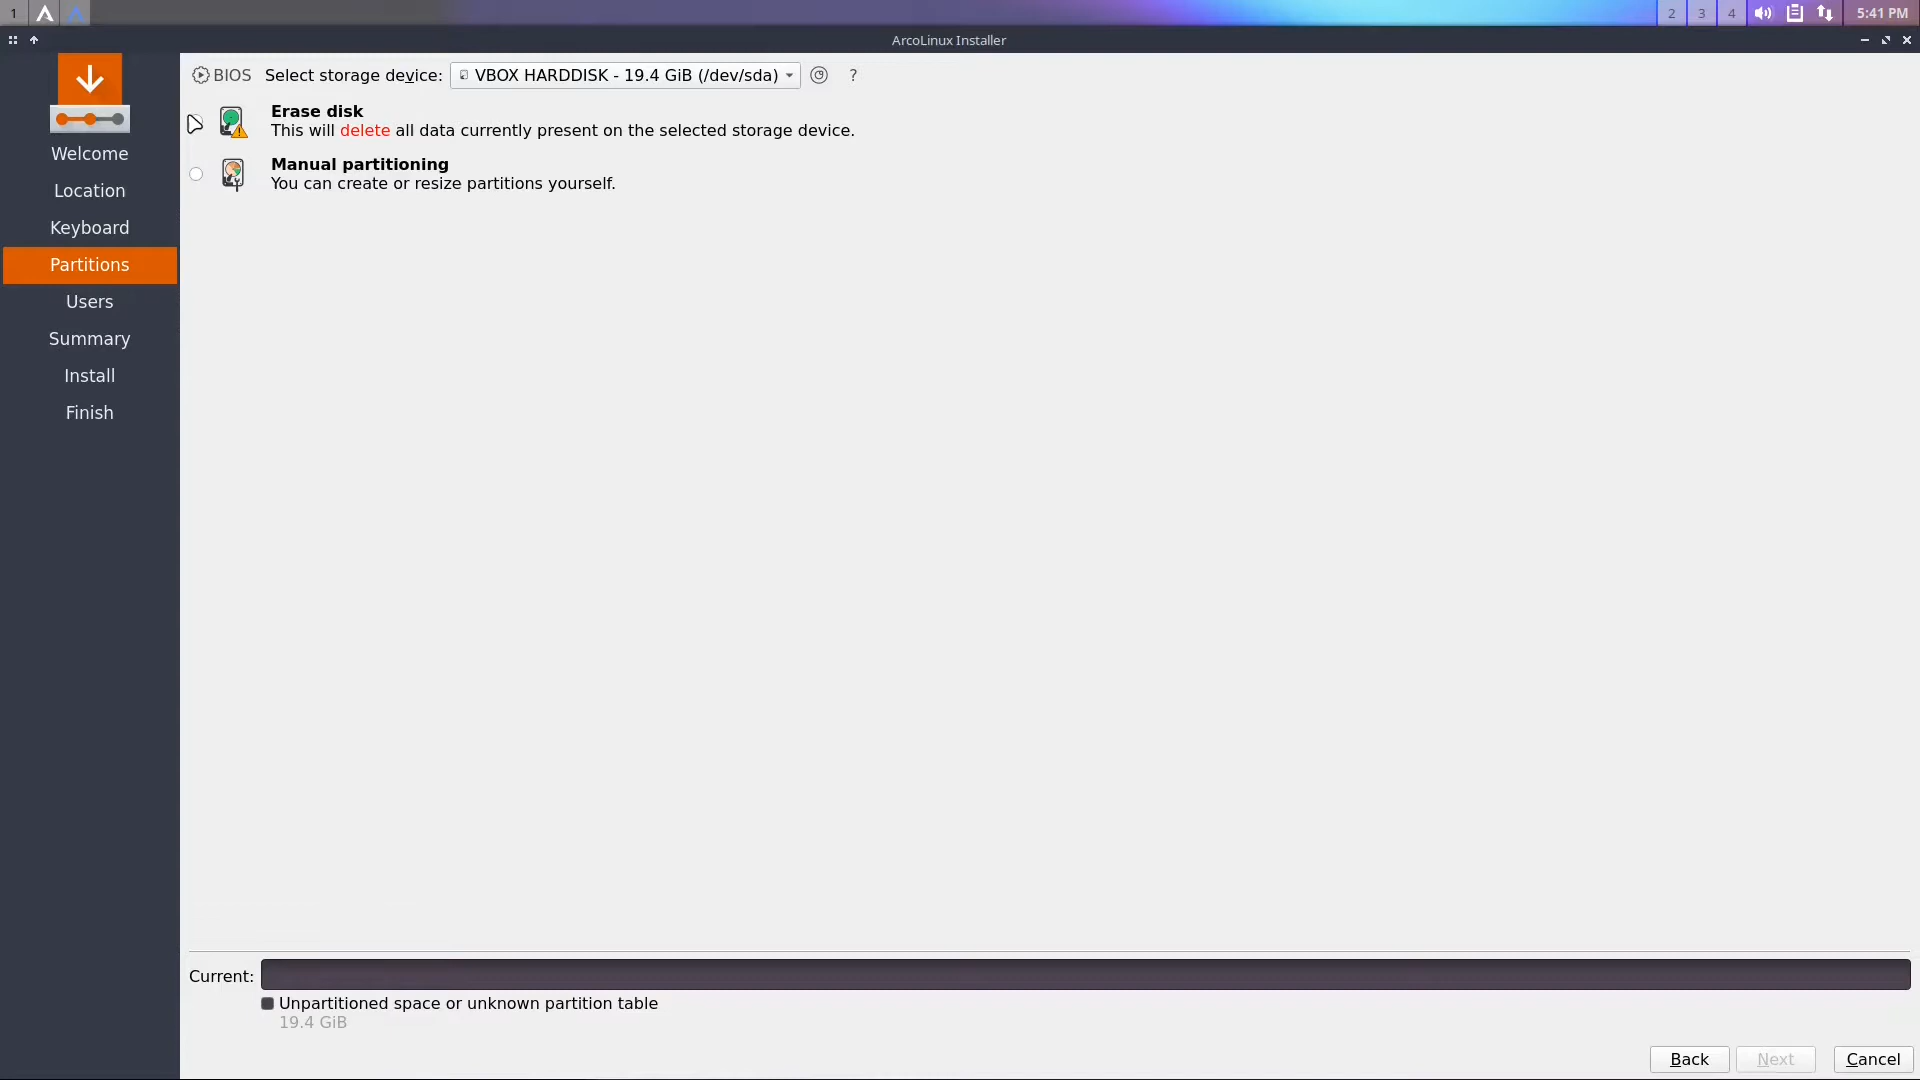 1
2 3 4 5:41 PM
ArcoLinux Installer
Welcome
Location
Keyboard
Partitions
Users
Summary
Install
Finish
BIOS Select storage device: VBOX HARDDISK - 19.4 GiB (/dev/sda) ?
Erase disk
This will delete all data currently present on the selected storage device.
Manual partitioning
You can create or resize partitions yourself.
Current:
Unpartitioned space or unknown partition table
19.4 GiB
Back Next Cancel